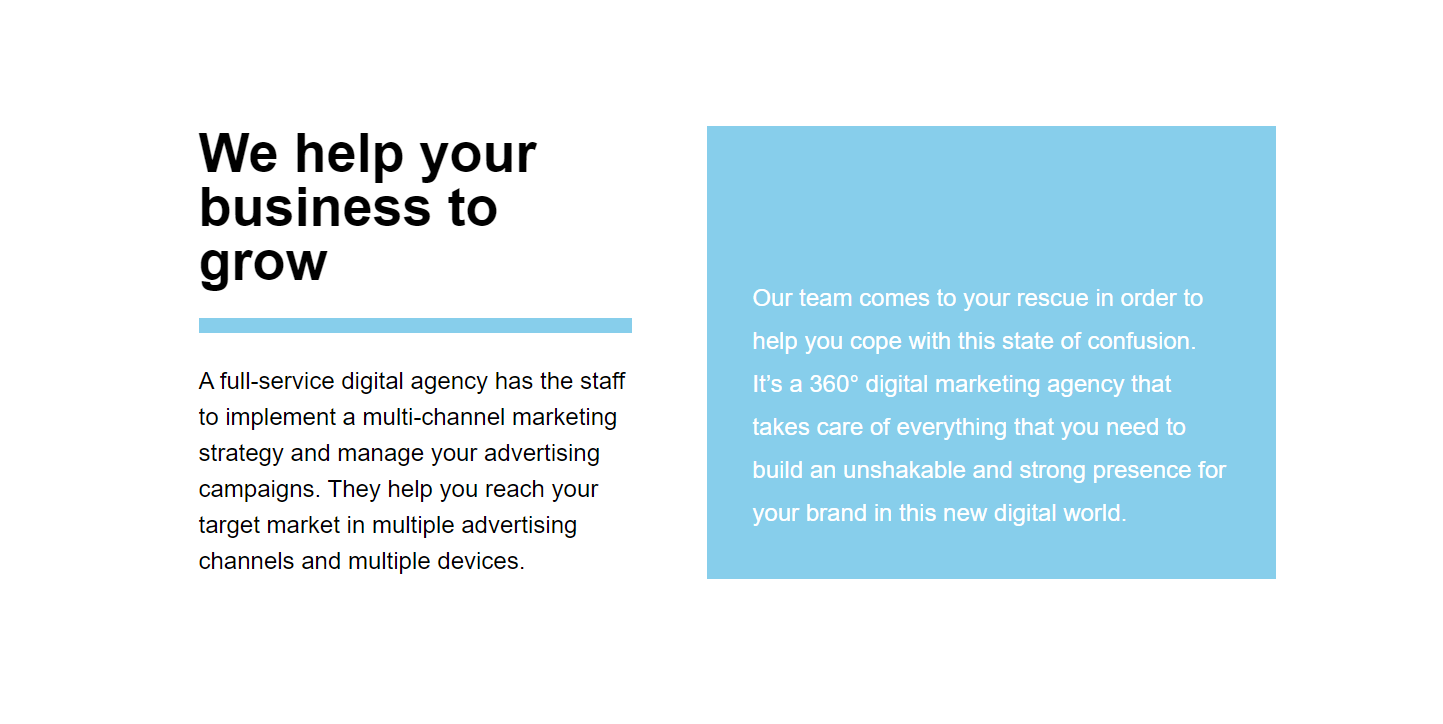 We help your
business to
grow
A full-service digital agency has the staff
to implement a multi-channel marketing
strategy and manage your advertising
campaigns. They help you reach your
target market in multiple advertising
channels and multiple devices.
Our team comes to your rescue in order to
help you cope with this state of confusion.
It’s a 360° digital marketing agency that
takes care of everything that you need to
build an unshakable and strong presence for
your brand in this new digital world.